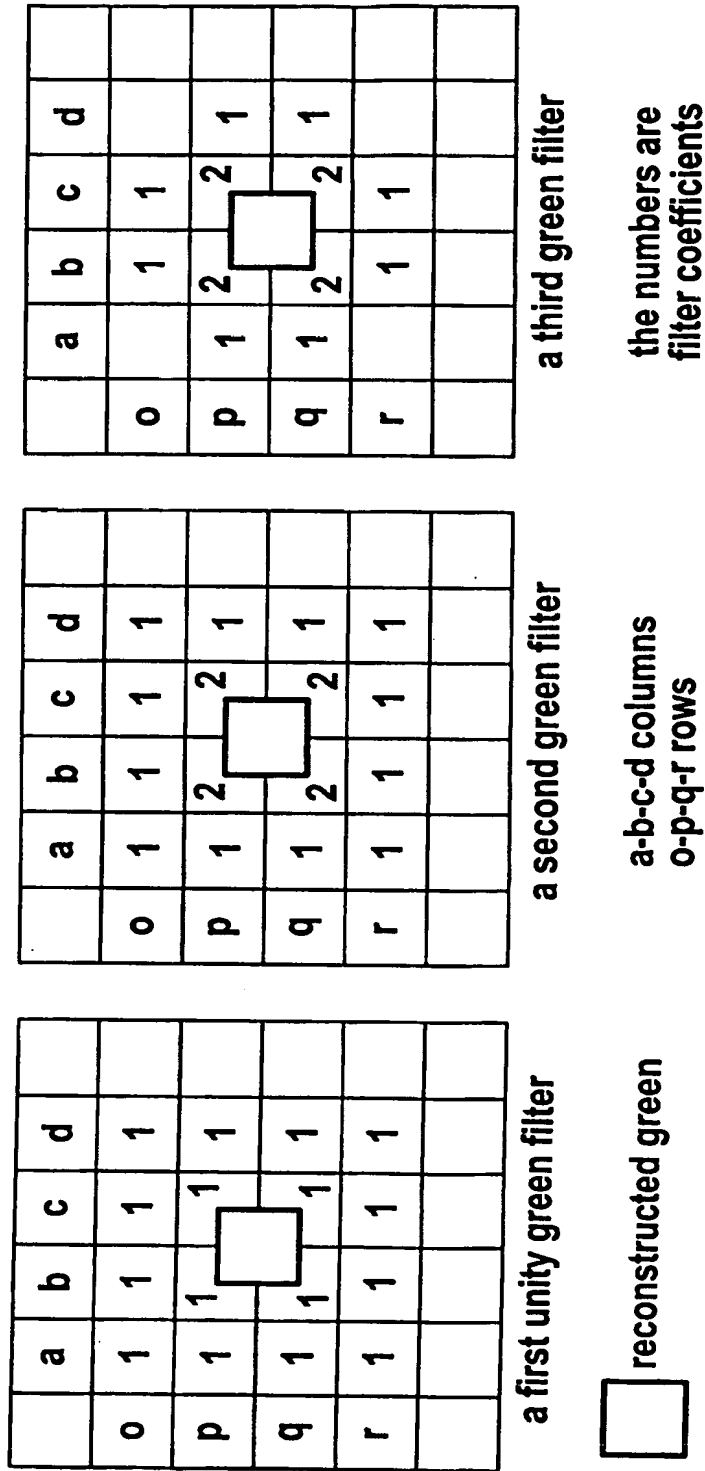 a b c d
o 1 1 1 1
p 1 1 1 1
q 1 1 1 1
r 1 1 1 1
a first unity green filter
a b c d
o 1 1 1 1
p 1 2 2 1
q 1 2 2 1
r 1 1 1 1
a second green filter
a b c d
o 1 1
p 1 2 2 1
q 1 2 2 1
r 1 1
a third green filter
reconstructed green
a-b-c-d columns
o-p-q-r rows
the numbers are
filter coefficients